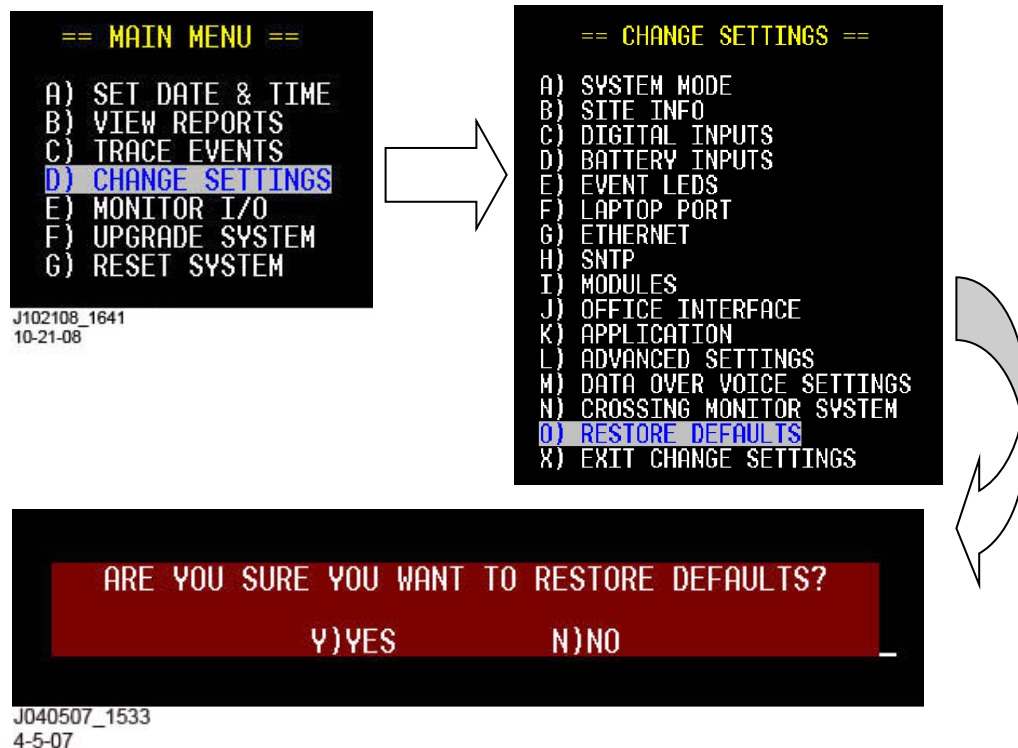 == MAIN MENU ==
A) SET DATE & TIME
B) VIEW REPORTS
C) TRACE EVENTS
D) CHANGE SETTINGS
E) MONITOR I/O
F) UPGRADE SYSTEM
G) RESET SYSTEM
J102108_1641
10-21-08
== CHANGE SETTINGS ==
A) SYSTEM MODE
B) SITE INFO
C) DIGITAL INPUTS
D) BATTERY INPUTS
E) EVENT LEDS
F) LAPTOP PORT
G) ETHERNET
H) SNTP
I) MODULES
J) OFFICE INTERFACE
K) APPLICATION
L) ADVANCED SETTINGS
M) DATA OVER VOICE SETTINGS
N) CROSSING MONITOR SYSTEM
O) RESTORE DEFAULTS
X) EXIT CHANGE SETTINGS
ARE YOU SURE YOU WANT TO RESTORE DEFAULTS?
Y)YES N)NO _
J040507_1533
4-5-07